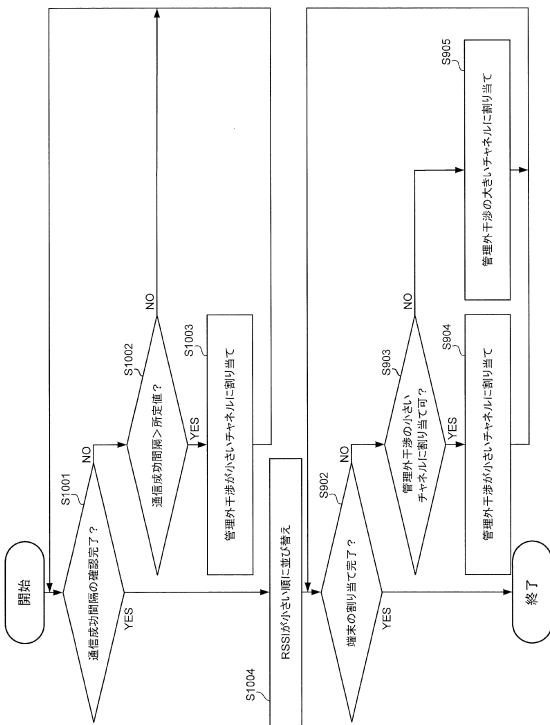 開始
S1001
通信成功間隔の確認完了？
NO
YES
S1002
通信成功間隔＞所定値？
NO
YES
S1003
管理外干渉が小さいチャネルに割り当て
S1004
RSSIが小さい順に並び替え
S902
端末の割り当て完了？
NO
YES
S903
管理外干渉の小さい
チャネルに割り当て可？
NO
YES
S904
管理外干渉が小さいチャネルに割り当て
S905
管理外干渉の大きいチャネルに割り当て
終了